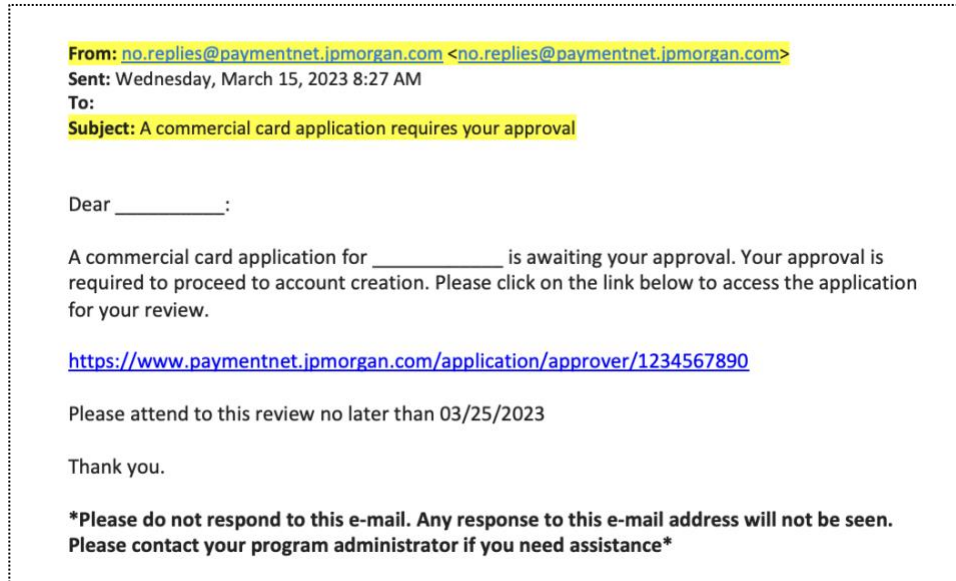 From: no.replies@paymentnet.jpmorgan.com <no.replies@paymentnet.jpmorgan.com>
Sent: Wednesday, March 15, 2023 8:27 AM
To:
Subject: A commercial card application requires your approval
Dear __________:
A commercial card application for ____________ is awaiting your approval. Your approval is
required to proceed to account creation. Please click on the link below to access the application
for your review.
https://www.paymentnet.jpmorgan.com/application/approver/1234567890
Please attend to this review no later than 03/25/2023
Thank you.
*Please do not respond to this e-mail. Any response to this e-mail address will not be seen.
Please contact your program administrator if you need assistance*